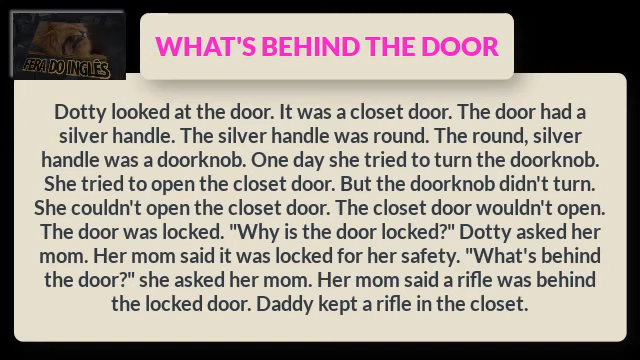 FERA DO INGLÊS
WHAT'S BEHIND THE DOOR
Dotty looked at the door. It was a closet door. The door had a
silver handle. The silver handle was round. The round, silver
handle was a doorknob. One day she tried to turn the doorknob.
She tried to open the closet door. But the doorknob didn't turn.
She couldn't open the closet door. The closet door wouldn't open.
The door was locked. "Why is the door locked?" Dotty asked her
mom. Her mom said it was locked for her safety. "What's behind
the door?" she asked her mom. Her mom said a rifle was behind
the locked door. Daddy kept a rifle in the closet.